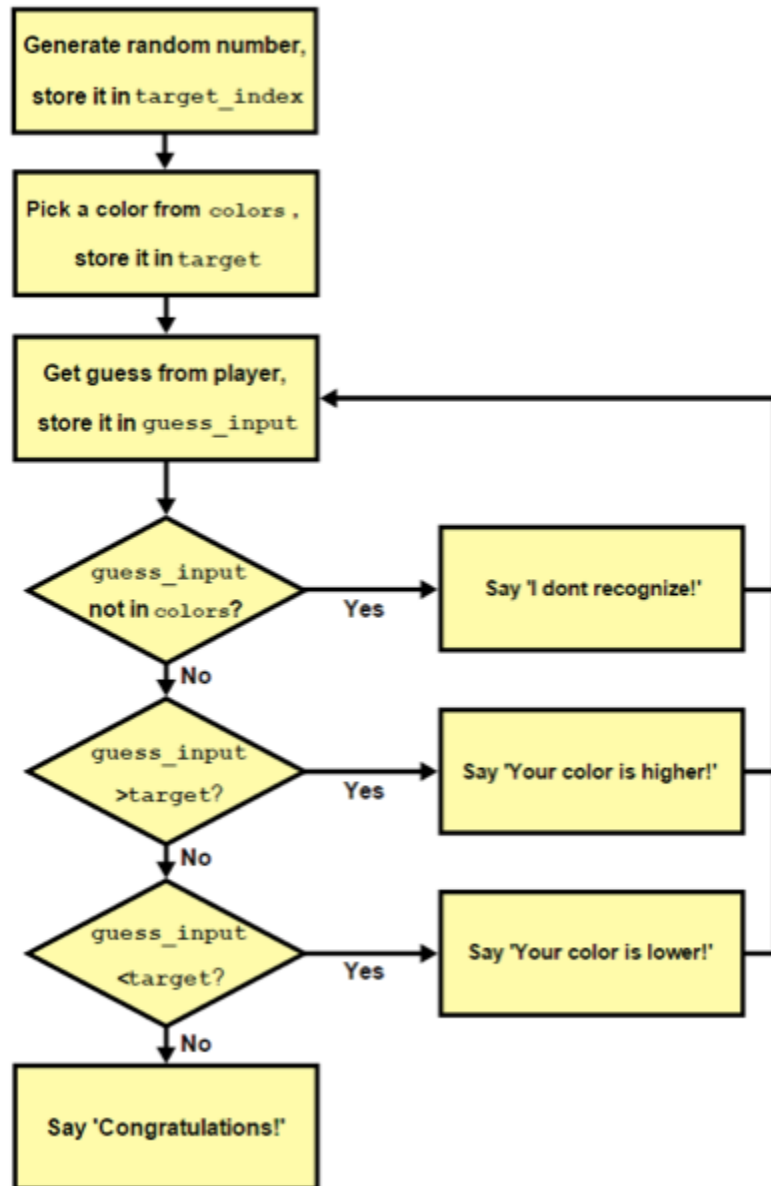 Generate random number,
store it in target_index
Pick a color from colors,
store it in target
Get guess from player,
store it in guess_input
guess_input
not in colors?
Yes
Say 'I dont recognize!'
No
guess_input
>target?
Yes
Say 'Your color is higher!'
No
guess_input
<target?
Yes
Say 'Your color is lower!'
No
Say 'Congratulations!'